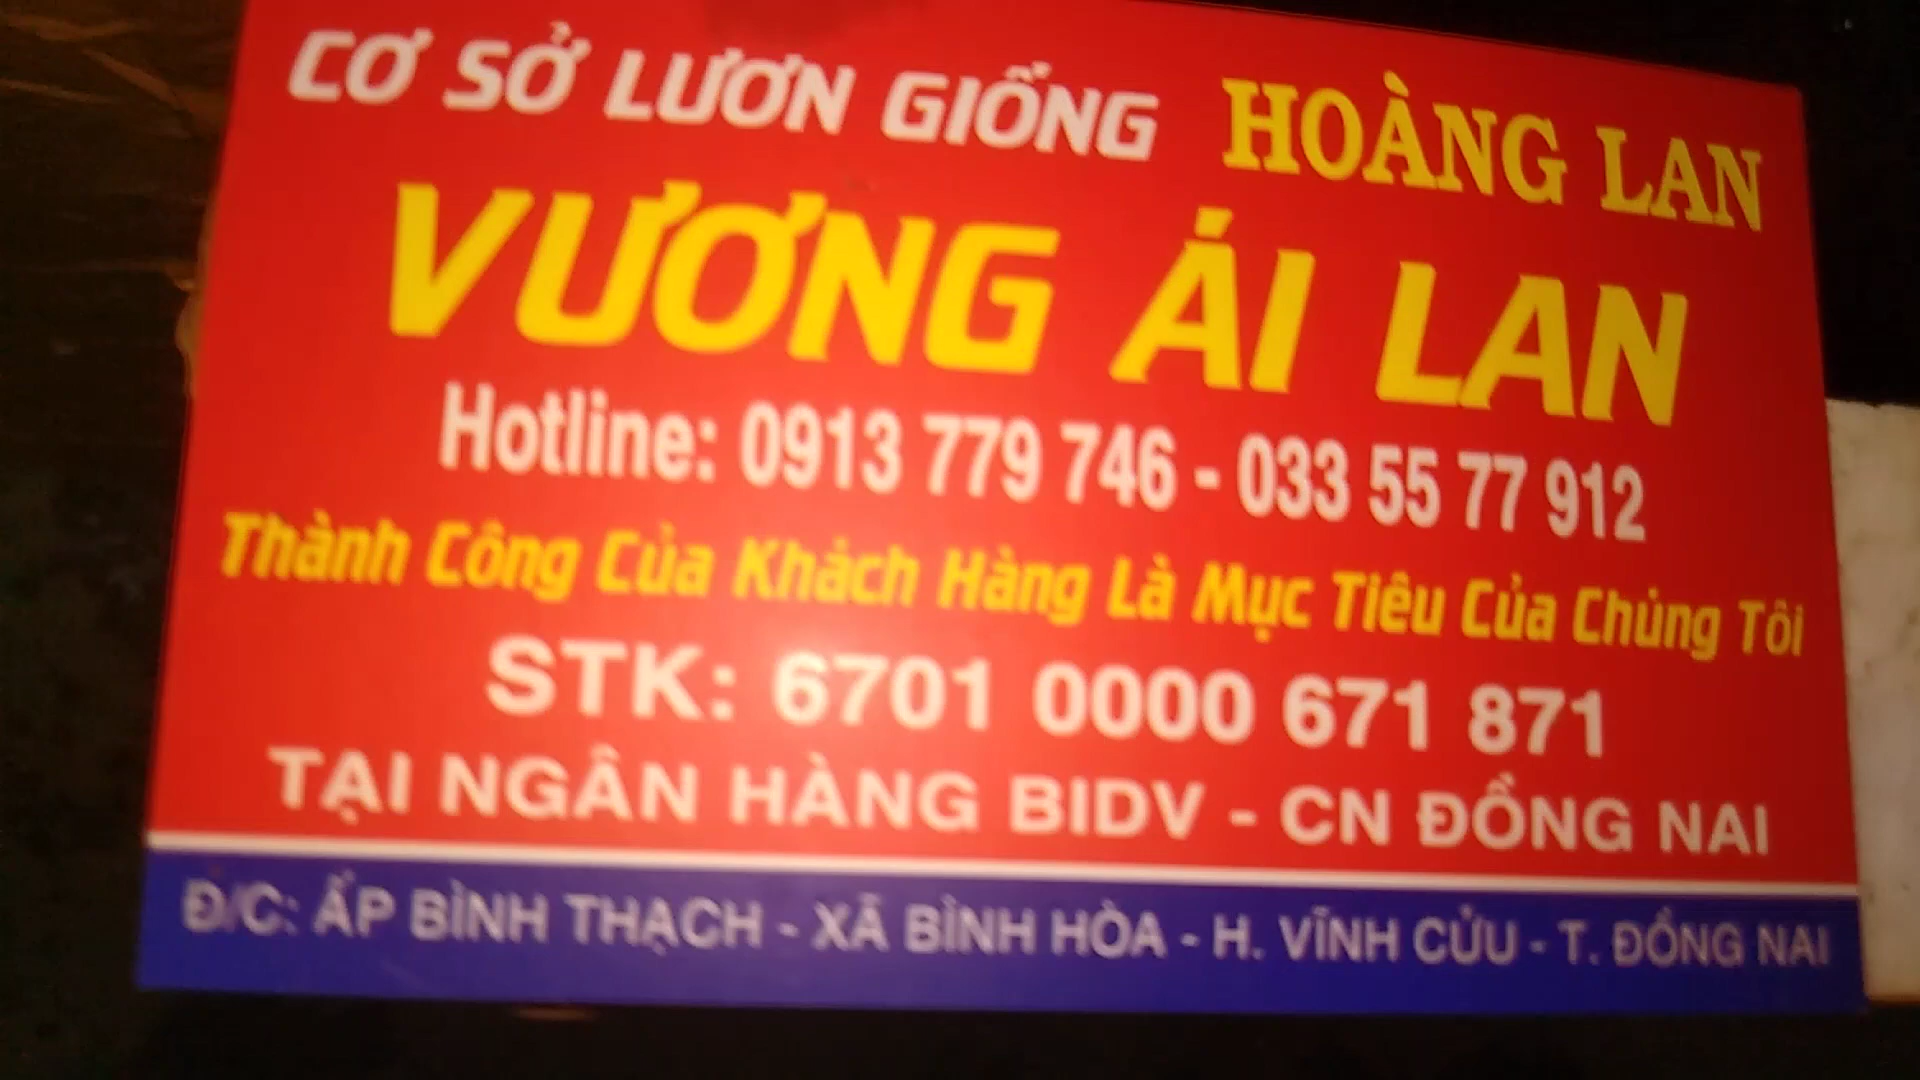 CƠ SỞ LƯƠN GIỐNG HOÀNG LAN
VƯƠNG ÁI LAN
Hotline: 0913 779 746 - 033 55 77 912
Thành Công Của Khách Hàng Là Mục Tiêu Của Chúng Tôi
STK: 6701 0000 671 871
TẠI NGÂN HÀNG BIDV - CN ĐỒNG NAI
Đ/C: ẤP BÌNH THẠCH - XÃ BÌNH HÒA - H. VĨNH CỬU - T. ĐỒNG NAI